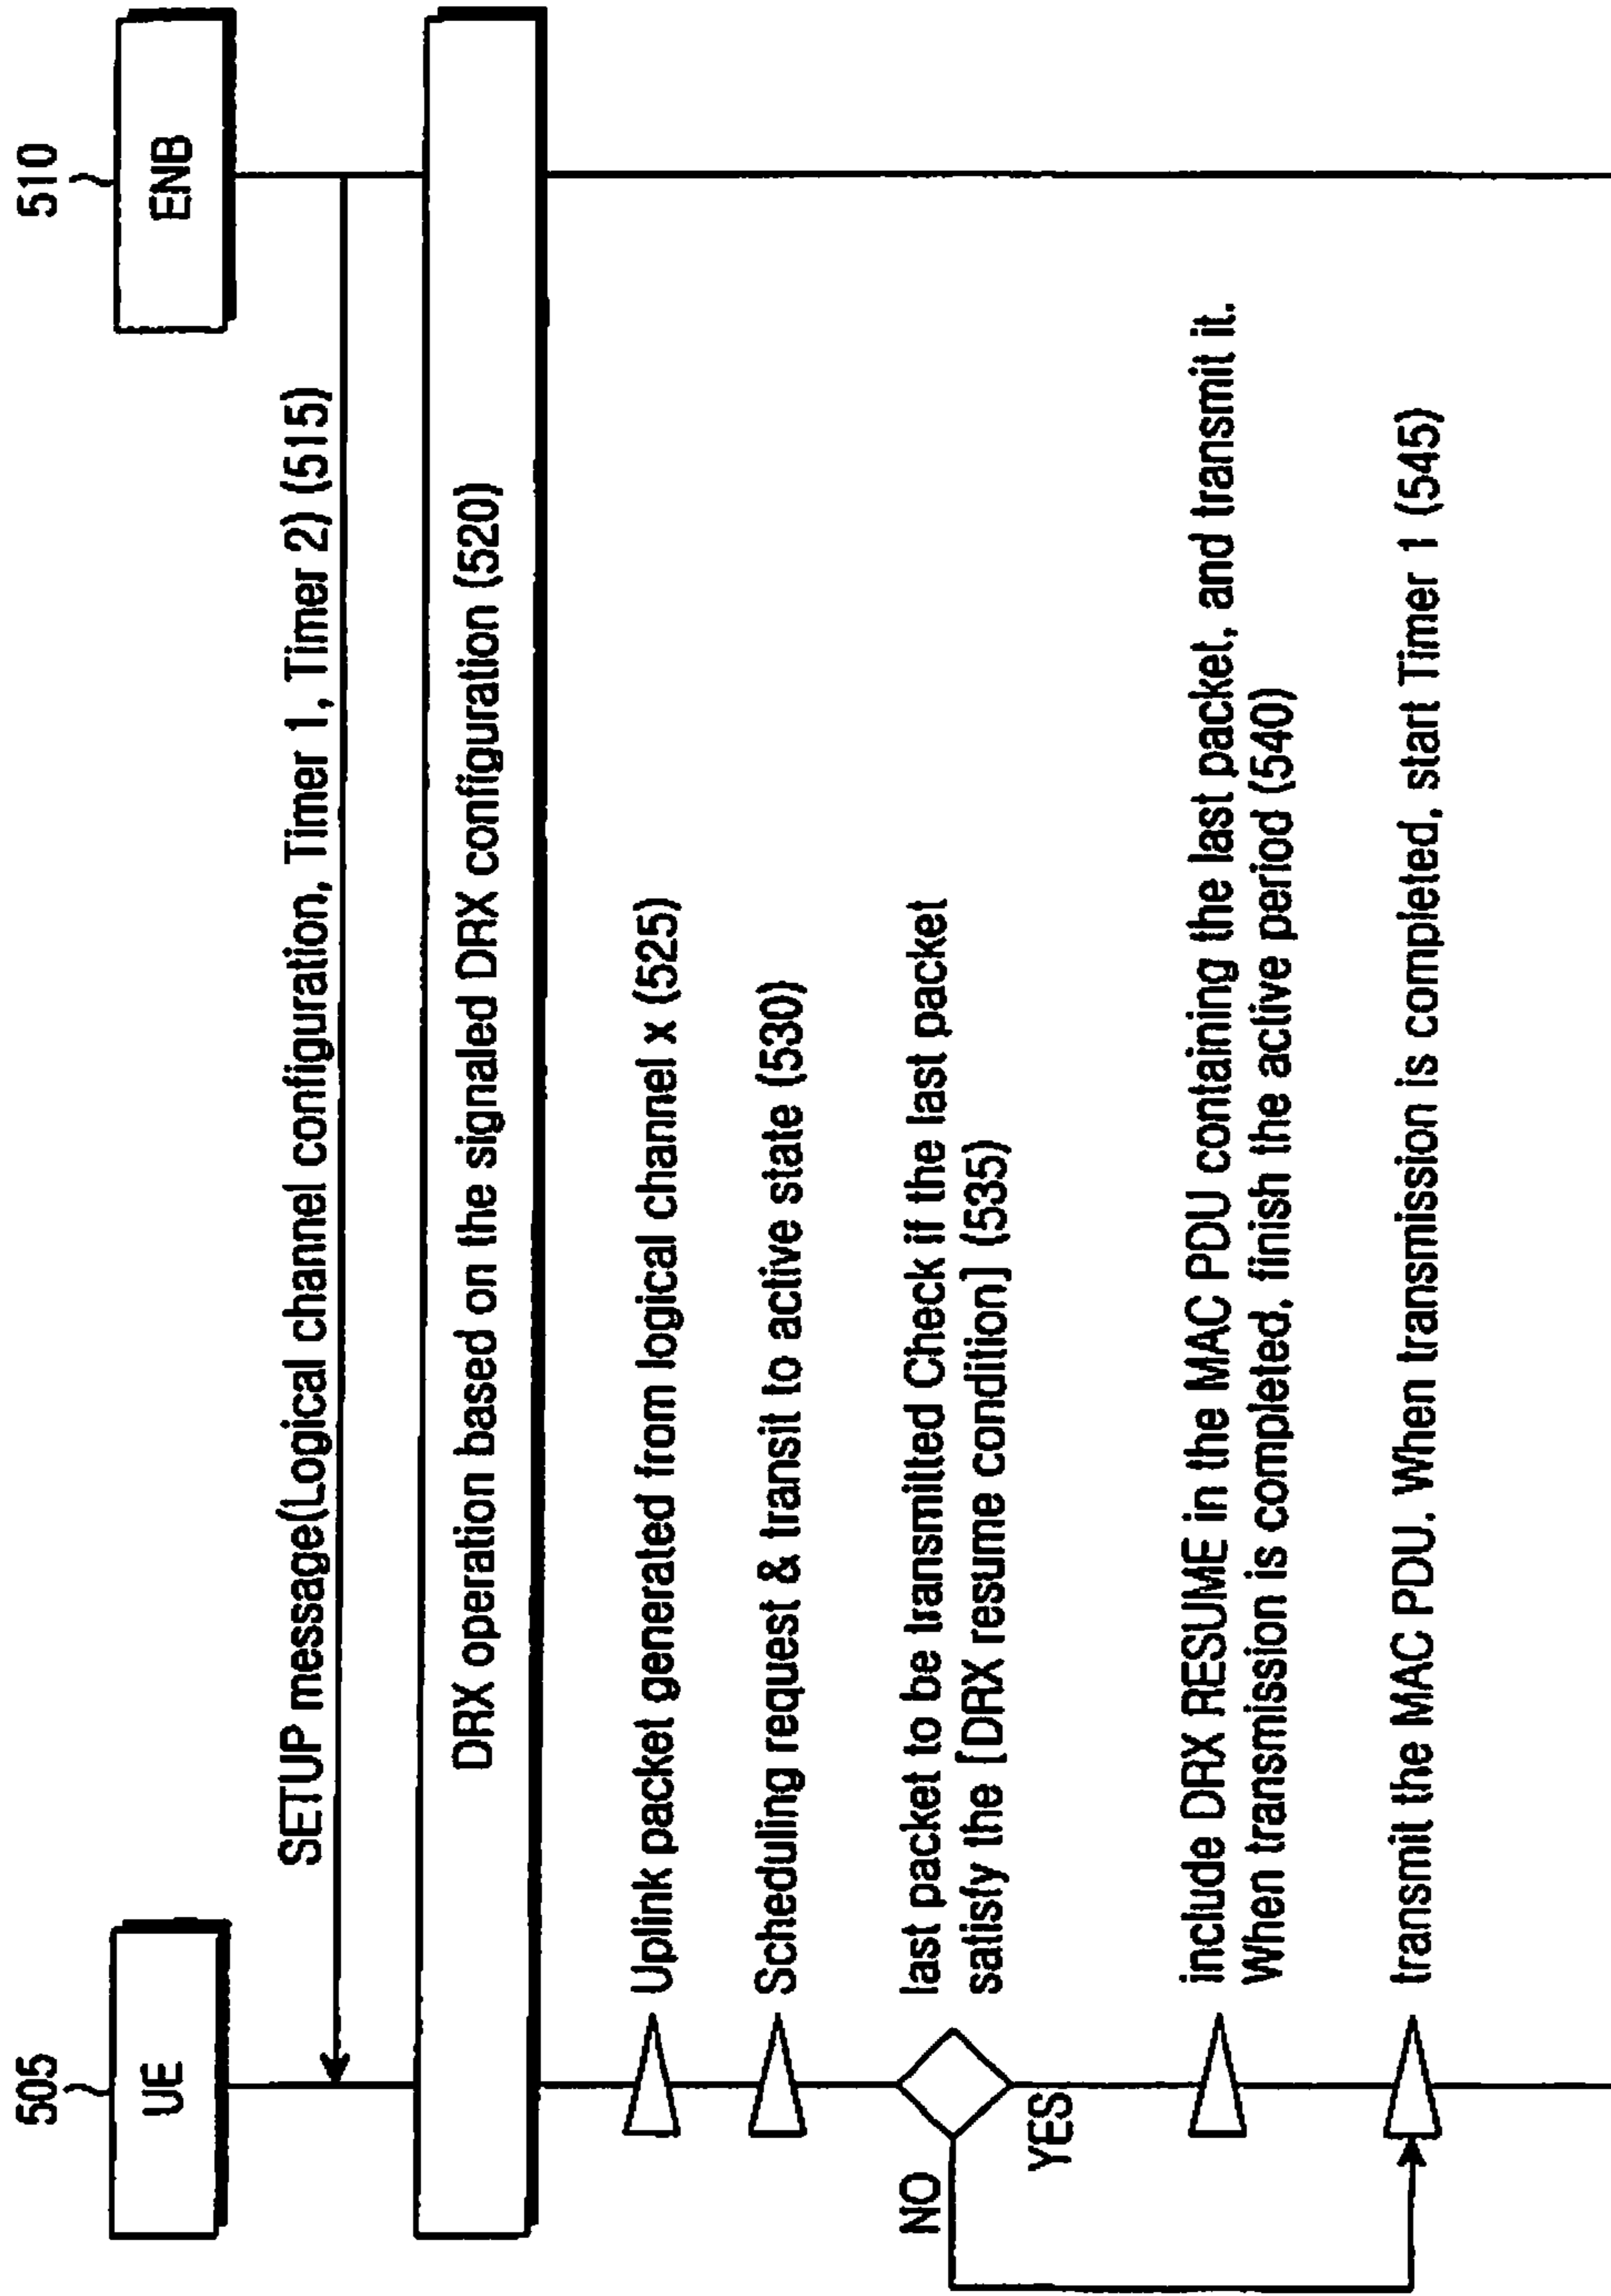 505
510
UE
ENB
SETUP message(Logical channel configuration, Timer 1, Timer 2) (515)
DRX operation based on the signaled DRX configuration (520)
Uplink packet generated from logical channel x (525)
Scheduling request & transit to active state (530)
last packet to be transmitted Check if the last packet
satisfy the [DRX resume condition] (535)
NO
YES
include DRX RESUME in the MAC PDU containing the last packet, and transmit it.
When transmission is completed, finish the active period (540)
transmit the MAC PDU. When transmission is completed, start Timer 1 (545)